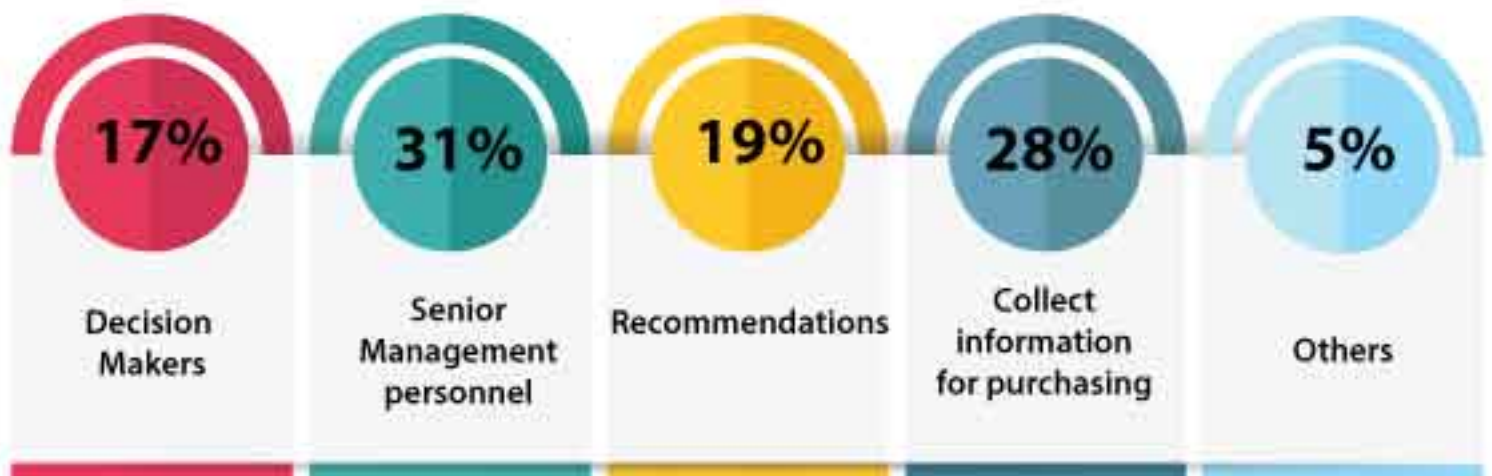 17%
Decision
Makers
31%
Senior
Management
personnel
19%
Recommendations
28%
Collect
information
for purchasing
5%
Others